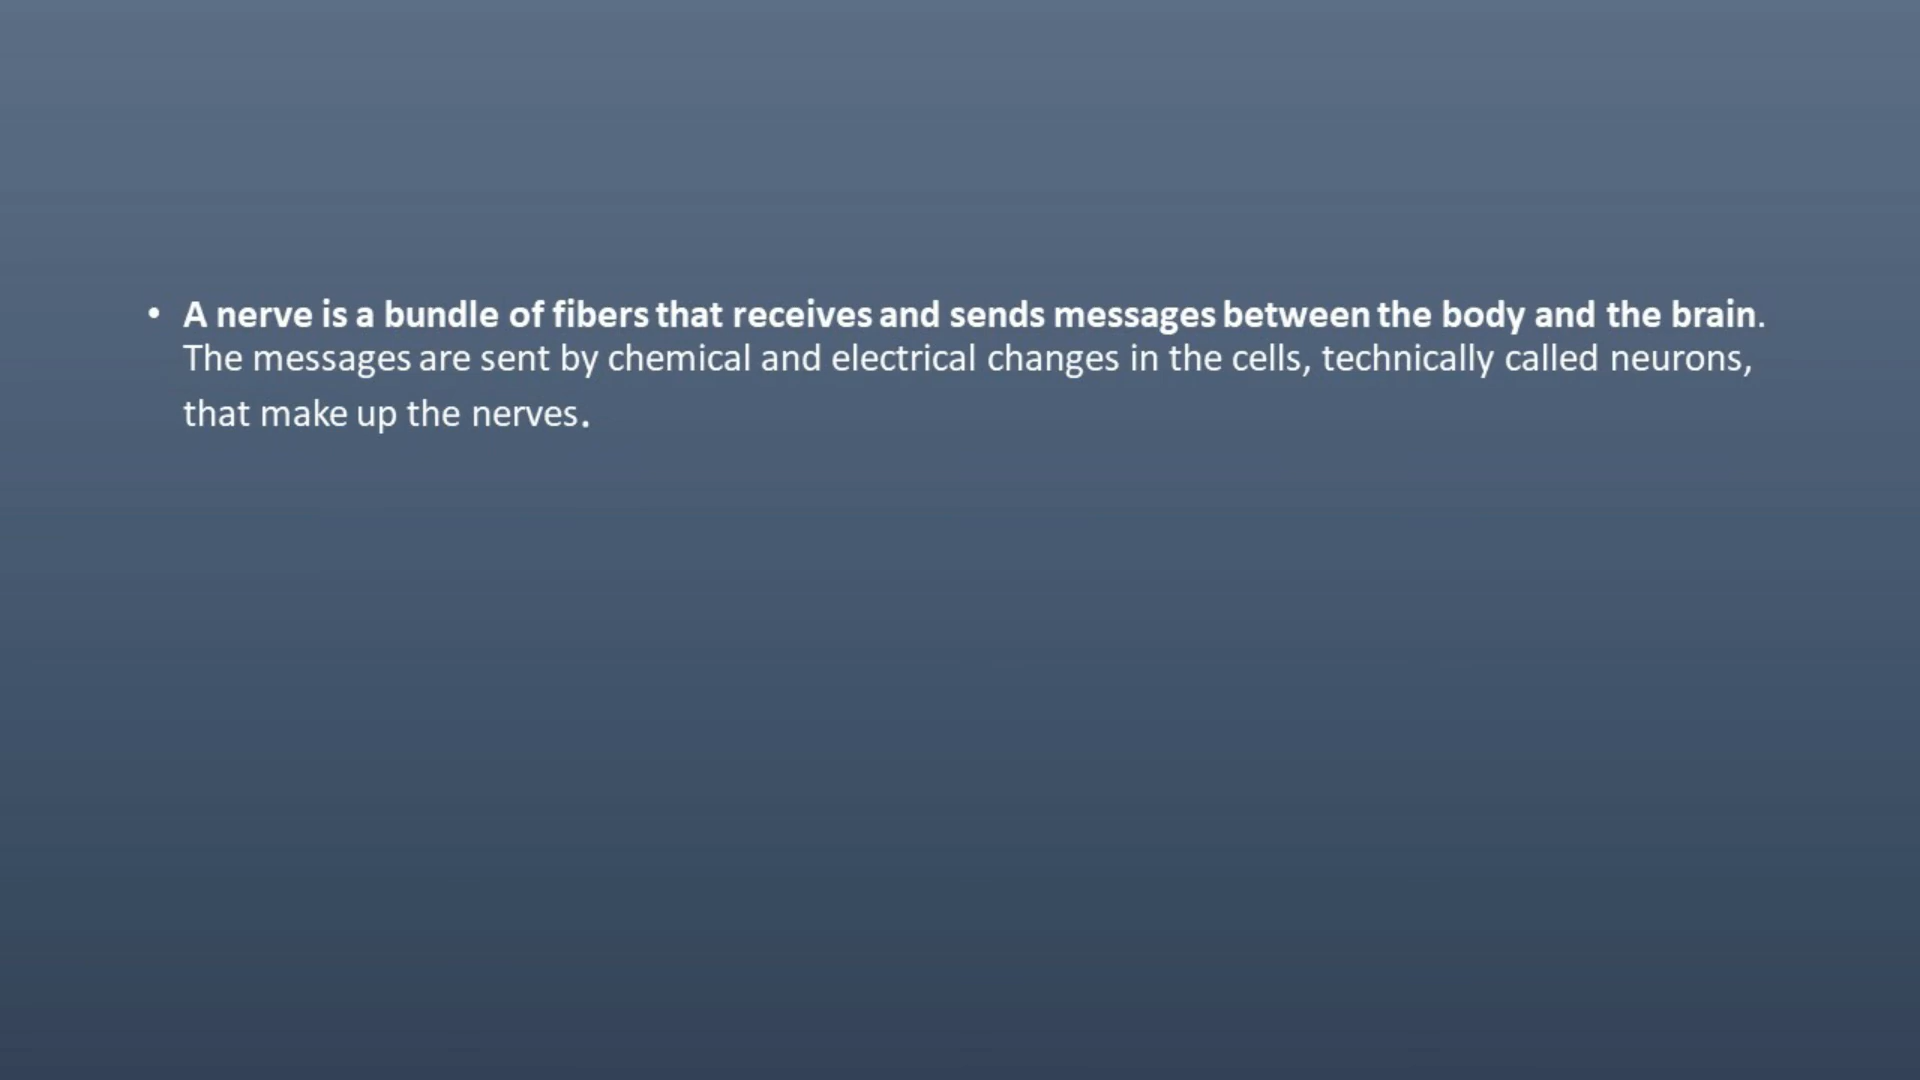 • A nerve is a bundle of fibers that receives and sends messages between the body and the brain.
The messages are sent by chemical and electrical changes in the cells, technically called neurons,
that make up the nerves.